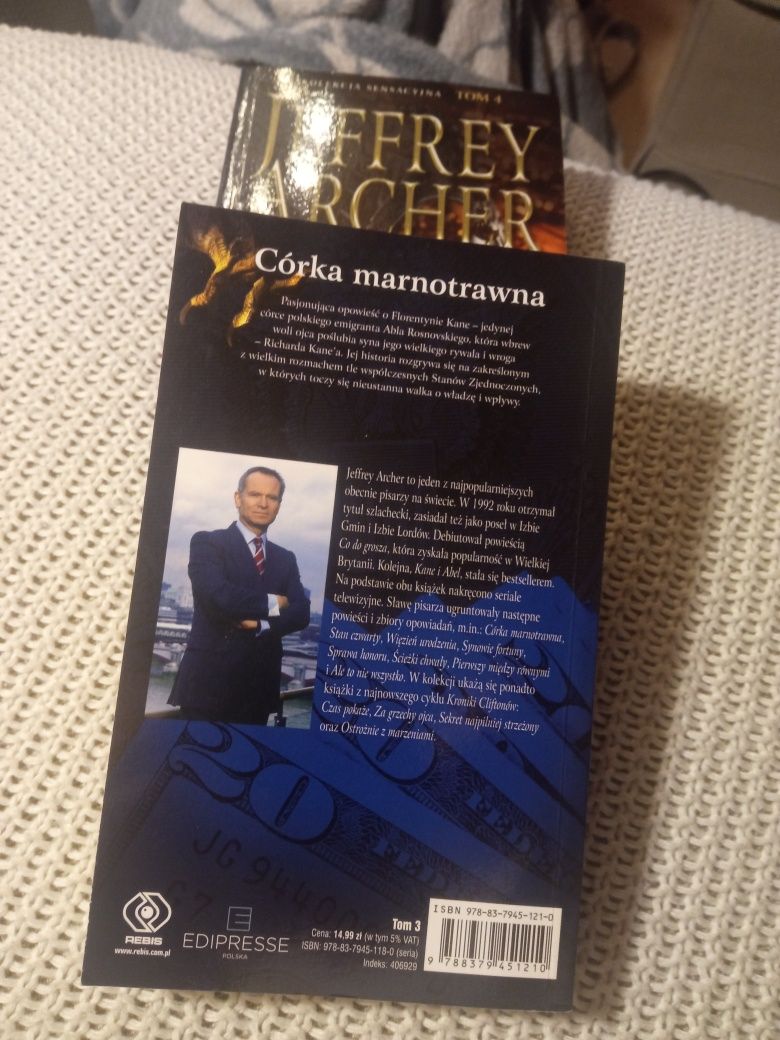 KOLEKCJA SENSACYJNA TOM 4
JEFFREY
ARCHER
Córka marnotrawna
Pasjonująca opowieść o Florentynie Kane – jedynej
córce polskiego emigranta Abla Rosnovskiego, która wbrew
woli ojca poślubia syna jego wielkiego rywala i wroga
– Richarda Kane'a. Jej historia rozgrywa się na zakreślonym
z wielkim rozmachem tle współczesnych Stanów Zjednoczonych,
w których toczy się nieustanna walka o władzę i wpływy.
Jeffrey Archer to jeden z najpopularniejszych
obecnie pisarzy na świecie. W 1992 roku otrzymał
tytuł szlachecki, zasiadał też jako poseł w Izbie
Gmin i Izbie Lordów. Debiutował powieścią
Co do grosza, która zyskała popularność w Wielkiej
Brytanii. Kolejna, Kane i Abel, stała się bestsellerem.
Na podstawie obu książek nakręcono seriale
telewizyjne. Sławę pisarza ugruntowały następne
powieści i zbiory opowiadań, m.in.: Córka marnotrawna,
Stan czwarty, Więzień urodzenia, Synowie fortuny,
Sprawa honoru, Ścieżki chwały, Pierwszy między równymi
i Ale to nie wszystko. W kolekcji ukażą się ponadto
książki z najnowszego cyklu Kroniki Cliftonów:
Czas pokaże, Za grzechy ojca, Sekret najpilniej strzeżony
oraz Ostrożnie z marzeniami.
20
20
FEDE
20
FED
JG 94400
G7
REBIS
www.rebis.com.pl
EDIPRESSE
POLSKA
Tom 3
Cena: 14,99 zł (w tym 5% VAT)
ISBN: 978-83-7945-118-0 (seria)
Indeks: 406929
ISBN 978-83-7945-121-0
9 788379 451210